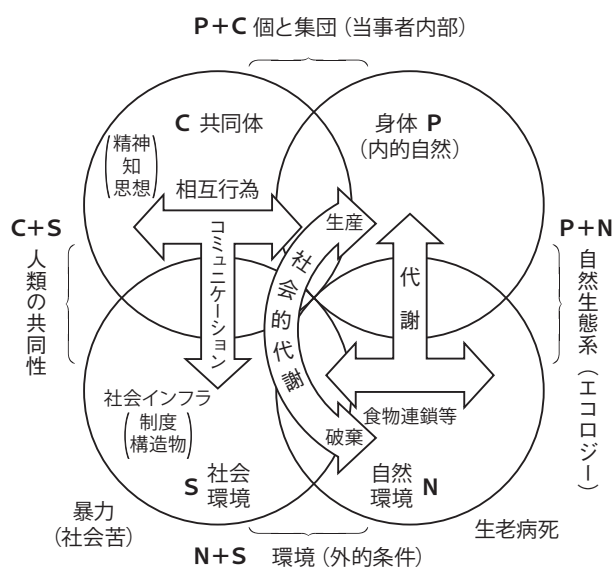 P+C 個と集団（当事者内部）
C 共同体
身体 P
（内的自然）
（精神
知
思想）
相互行為
コミュニケーション
生産
社会的代謝
代謝
C+S
人類の共同性
P+N
自然生態系（エコロジー）
社会インフラ
（制度
構造物）
食物連鎖等
破棄
S 社会
環境
自然
環境 N
暴力
（社会苦）
生老病死
N+S 環境（外的条件）